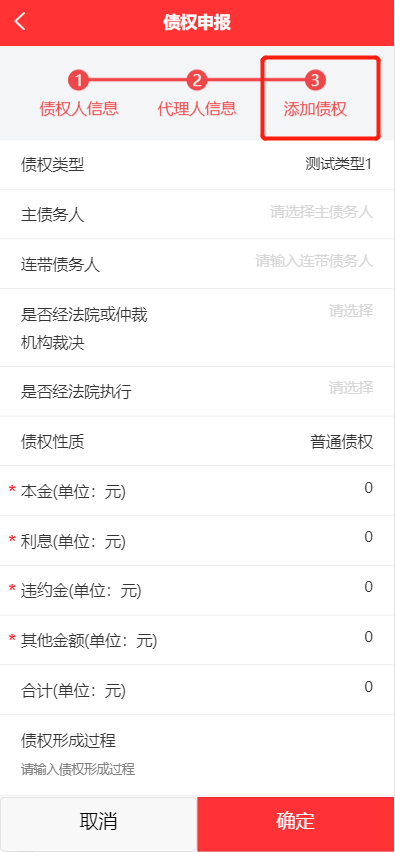 债权申报
1 2 3
债权人信息 代理人信息 添加债权
债权类型 测试类型1
主债务人 请选择主债务人
连带债务人 请输入连带债务人
是否经法院或仲裁 请选择
机构裁决
是否经法院执行 请选择
债权性质 普通债权
* 本金(单位：元) 0
* 利息(单位：元) 0
* 违约金(单位：元) 0
* 其他金额(单位：元) 0
合计(单位：元) 0
债权形成过程
请输入债权形成过程
取消 确定